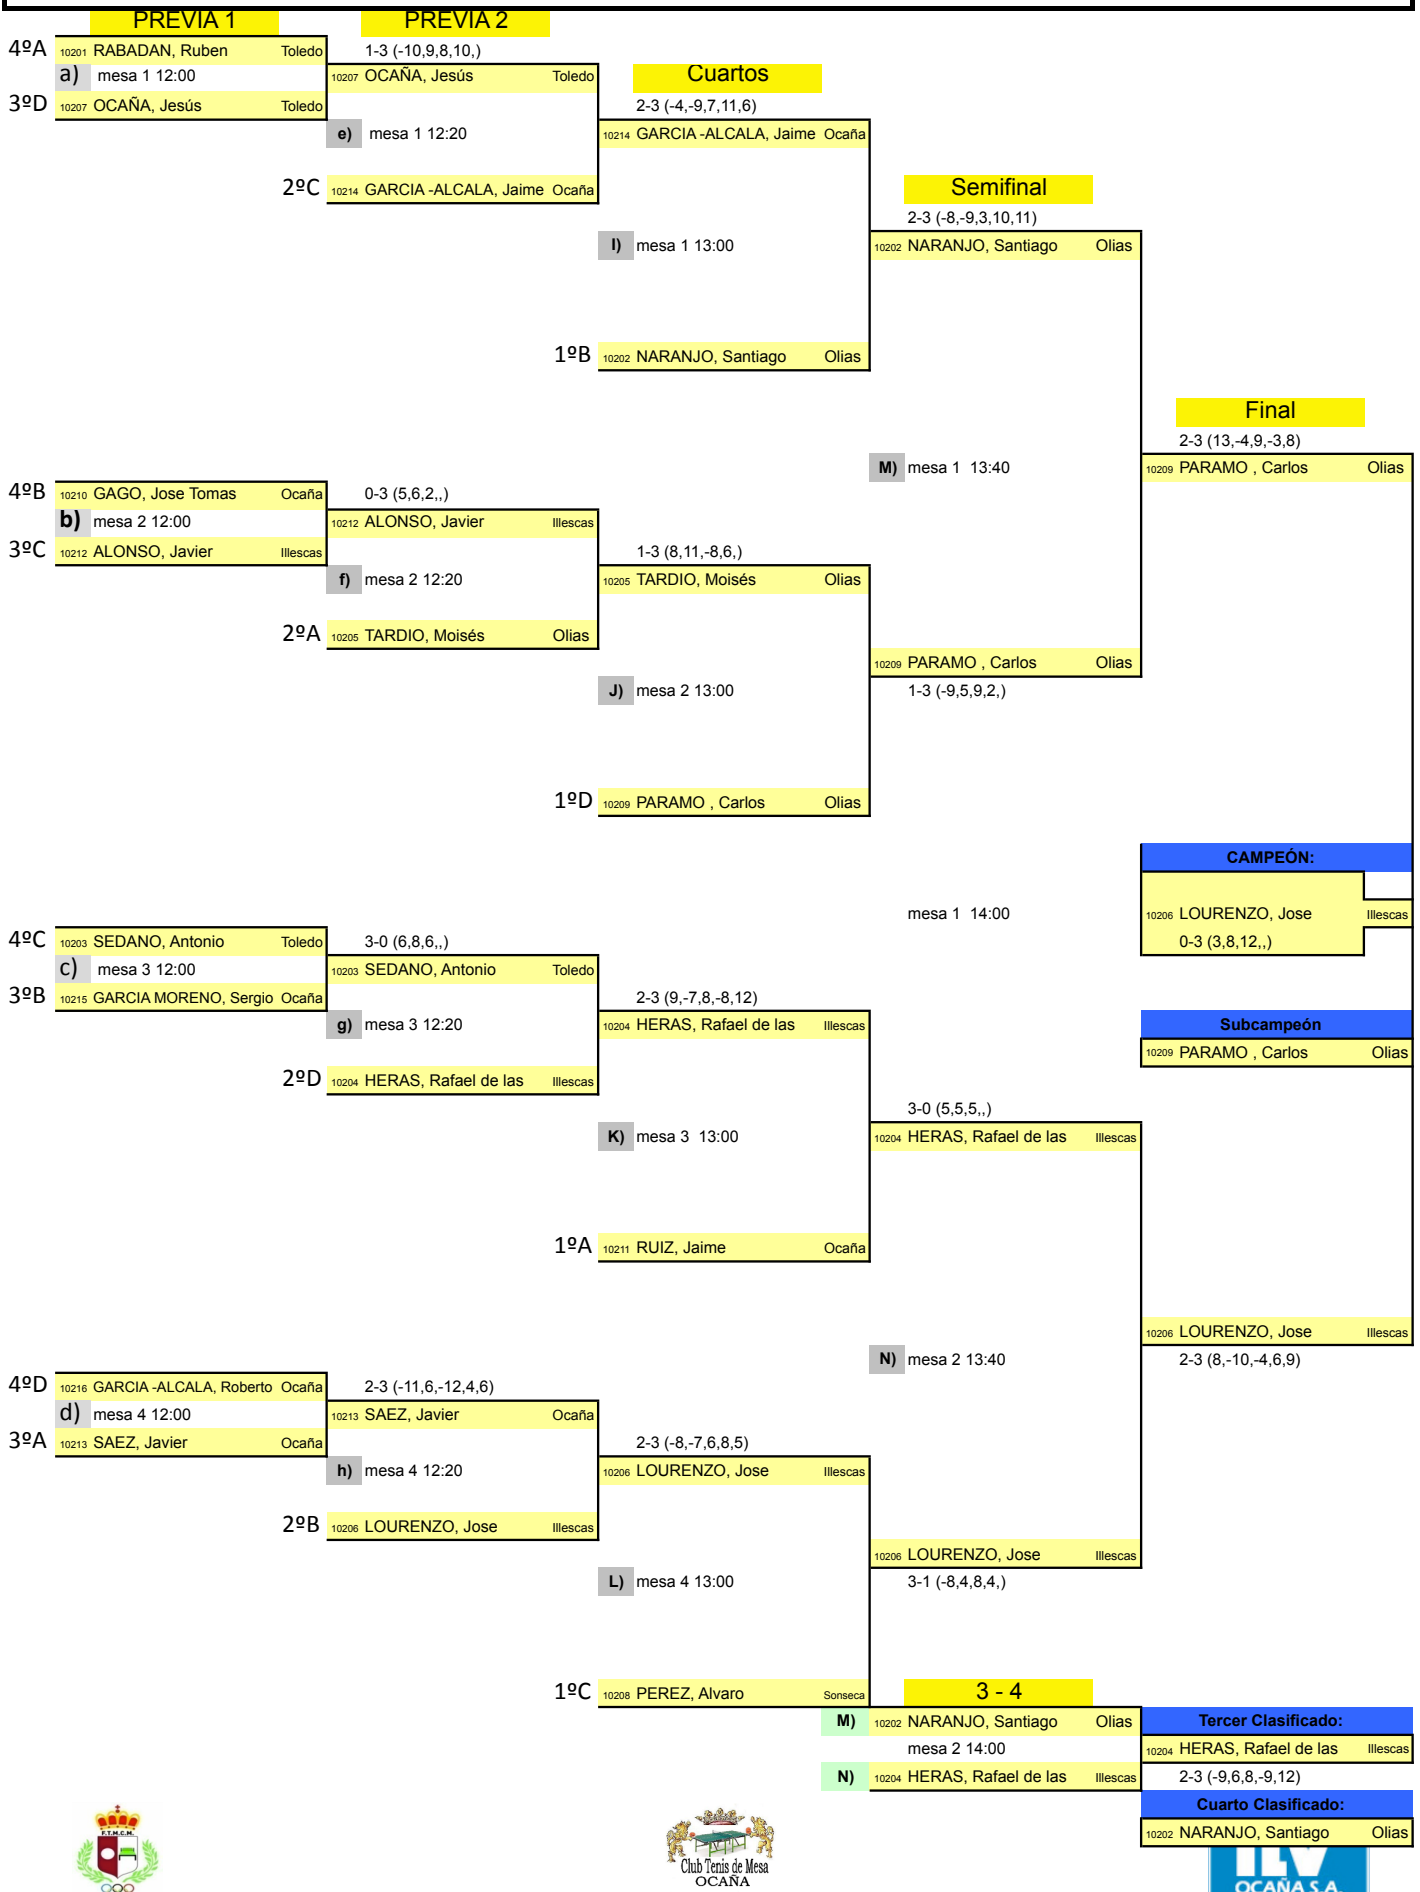 PREVIA 1 PREVIA 2
4ºA 10201 RABADAN, Ruben Toledo 1-3 (-10,9,8,10,)
a) mesa 1 12:00 10207 OCAÑA, Jesús Toledo Cuartos
3ºD 10207 OCAÑA, Jesús Toledo 2-3 (-4,-9,7,11,6)
e) mesa 1 12:20 10214 GARCIA -ALCALA, Jaime Ocaña
2ºC 10214 GARCIA -ALCALA, Jaime Ocaña Semifinal
2-3 (-8,-9,3,10,11)
I) mesa 1 13:00 10202 NARANJO, Santiago Olias
1ºB 10202 NARANJO, Santiago Olias
Final
2-3 (13,-4,9,-3,8)
M) mesa 1 13:40 10209 PARAMO , Carlos Olias
4ºB 10210 GAGO, Jose Tomas Ocaña 0-3 (5,6,2,,)
b) mesa 2 12:00 10212 ALONSO, Javier Illescas
3ºC 10212 ALONSO, Javier Illescas 1-3 (8,11,-8,6,)
f) mesa 2 12:20 10205 TARDIO, Moisés Olias
2ºA 10205 TARDIO, Moisés Olias
10209 PARAMO , Carlos Olias
J) mesa 2 13:00 1-3 (-9,5,9,2,)
1ºD 10209 PARAMO , Carlos Olias
CAMPEÓN:
mesa 1 14:00 10206 LOURENZO, Jose Illescas
4ºC 10203 SEDANO, Antonio Toledo 3-0 (6,8,6,,) 0-3 (3,8,12,,)
c) mesa 3 12:00 10203 SEDANO, Antonio Toledo
3ºB 10215 GARCIA MORENO, Sergio Ocaña 2-3 (9,-7,8,-8,12)
g) mesa 3 12:20 10204 HERAS, Rafael de las Illescas Subcampeón
10209 PARAMO , Carlos Olias
2ºD 10204 HERAS, Rafael de las Illescas
3-0 (5,5,5,,)
K) mesa 3 13:00 10204 HERAS, Rafael de las Illescas
1ºA 10211 RUIZ, Jaime Ocaña
10206 LOURENZO, Jose Illescas
N) mesa 2 13:40 2-3 (8,-10,-4,6,9)
4ºD 10216 GARCIA -ALCALA, Roberto Ocaña 2-3 (-11,6,-12,4,6)
d) mesa 4 12:00 10213 SAEZ, Javier Ocaña
3ºA 10213 SAEZ, Javier Ocaña 2-3 (-8,-7,6,8,5)
h) mesa 4 12:20 10206 LOURENZO, Jose Illescas
2ºB 10206 LOURENZO, Jose Illescas
10206 LOURENZO, Jose Illescas
L) mesa 4 13:00 3-1 (-8,4,8,4,)
1ºC 10208 PEREZ, Alvaro Sonseca 3 - 4
M) 10202 NARANJO, Santiago Olias Tercer Clasificado:
mesa 2 14:00 10204 HERAS, Rafael de las Illescas
N) 10204 HERAS, Rafael de las Illescas 2-3 (-9,6,8,-9,12)
Cuarto Clasificado:
10202 NARANJO, Santiago Olias
F.T.M.C.M.
Club Tenis de Mesa
OCAÑA
OCAÑA S.A